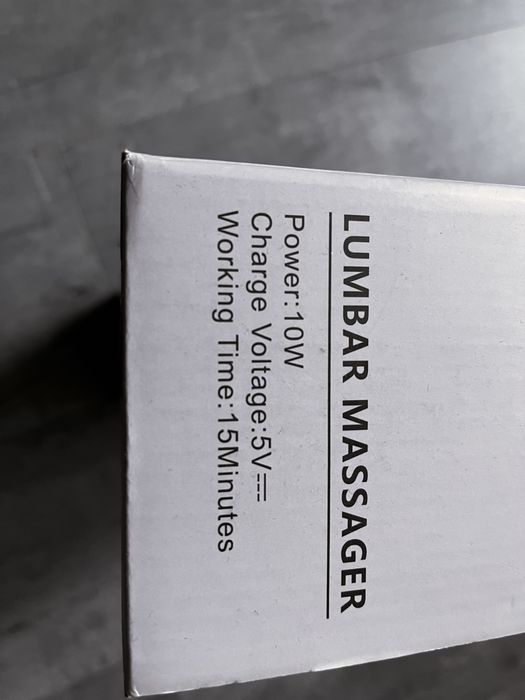 LUMBAR MASSAGER
Power:10W
Charge Voltage:5V⎓
Working Time:15Minutes